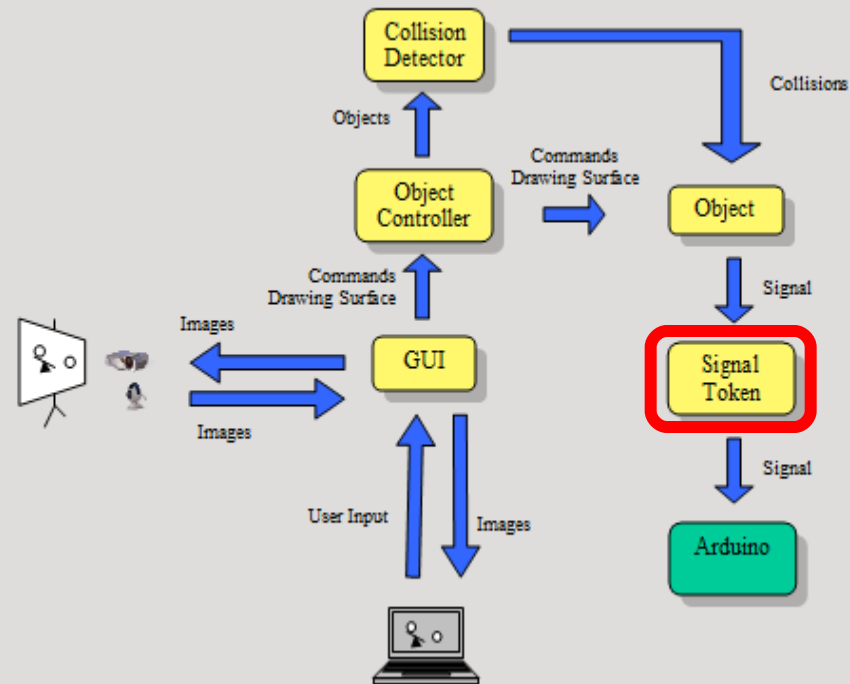 Collision
Detector
Collisions
Objects
Commands
Drawing Surface
Object
Controller
Object
Commands
Drawing Surface
Signal
Images
GUI
Signal
Token
Images
Signal
User Input
Images
Arduino